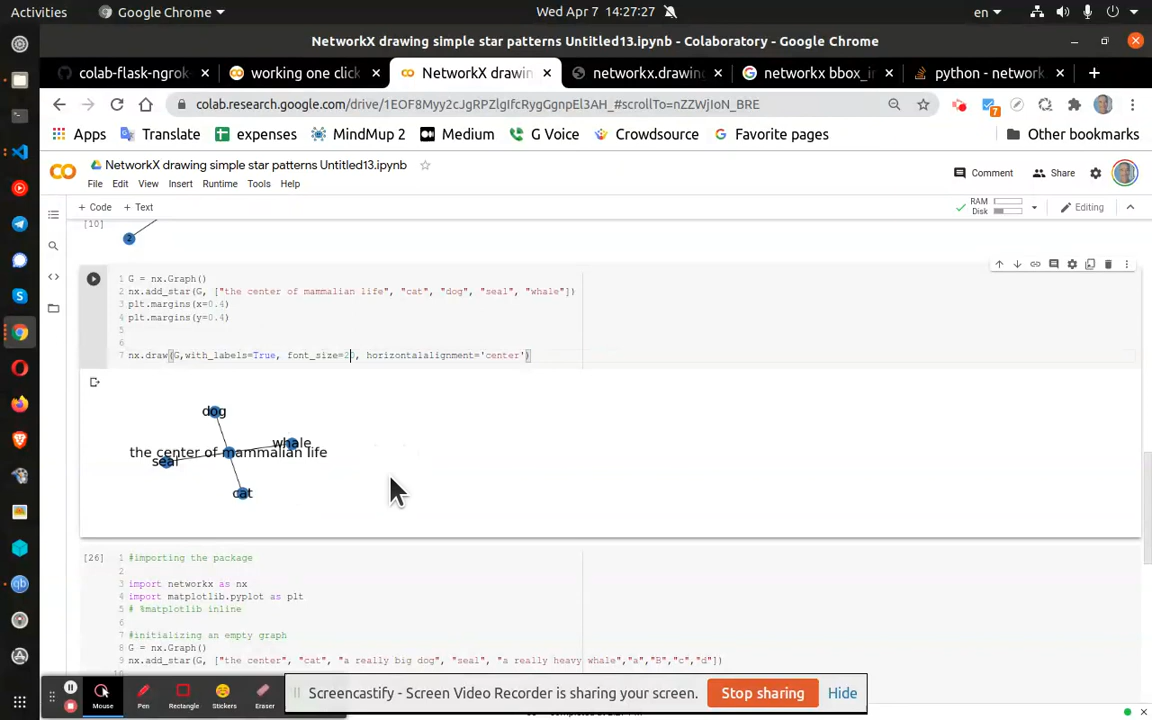 Activities
Google Chrome
Wed Apr 7 14:27:27
en
NetworkX drawing simple star patterns Untitled13.ipynb - Colaboratory - Google Chrome
colab-flask-ngrok
working one click
NetworkX drawin
networkx.drawing
networkx bbox_in
python - network
colab.research.google.com/drive/1EOF8Myy2cJgRPZlgIfcRygGgnpEl3AH_#scrollTo=nZZWjIoN_BRE
7
Apps
Translate
expenses
MindMup 2
Medium
G Voice
Crowdsource
Favorite pages
Other bookmarks
NetworkX drawing simple star patterns Untitled13.ipynb
File Edit View Insert Runtime Tools Help
Comment
Share
+ Code + Text
RAM
Disk
Editing
[10]
2
1 G = nx.Graph()
2 nx.add_star(G, ["the center of mammalian life", "cat", "dog", "seal", "whale"])
3 plt.margins(x=0.4)
4 plt.margins(y=0.4)
5
6
7 nx.draw(G,with_labels=True, font_size=20, horizontalalignment='center')
dog
whale
the center of mammalian life
seal
cat
[26]
1 #importing the package
2
3 import networkx as nx
4 import matplotlib.pyplot as plt
5 # %matplotlib inline
6
7 #initializing an empty graph
8 G = nx.Graph()
9 nx.add_star(G, ["the center", "cat", "a really big dog", "seal", "a really heavy whale","a","B","c","d"])
Mouse
Pen
Rectangle
Stickers
Eraser
Screencastify - Screen Video Recorder is sharing your screen.
Stop sharing
Hide